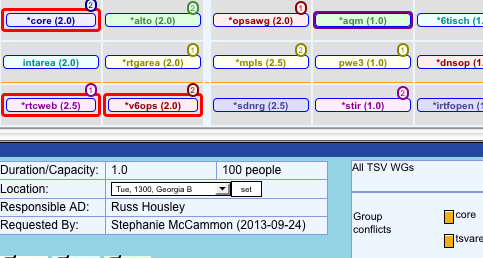 2 2 1 2
*core (2.0) *alto (2.0) *opsawg (2.0) *aqm (1.0) *6tisch (1.
1 1 1
intarea (2.0) *rtgarea (2.0) *mpls (2.5) pwe3 (1.0) *dnsop (1.
1 2 2
*rtcweb (2.5) *v6ops (2.0) *sdnrg (2.5) *stir (1.0) *irtfopen (1
Duration/Capacity: 1.0 100 people All TSV WGs
Location: Tue, 1300, Georgia B set
Responsible AD: Russ Housley Group conflicts core
Requested By: Stephanie McCammon (2013-09-24) tsvare